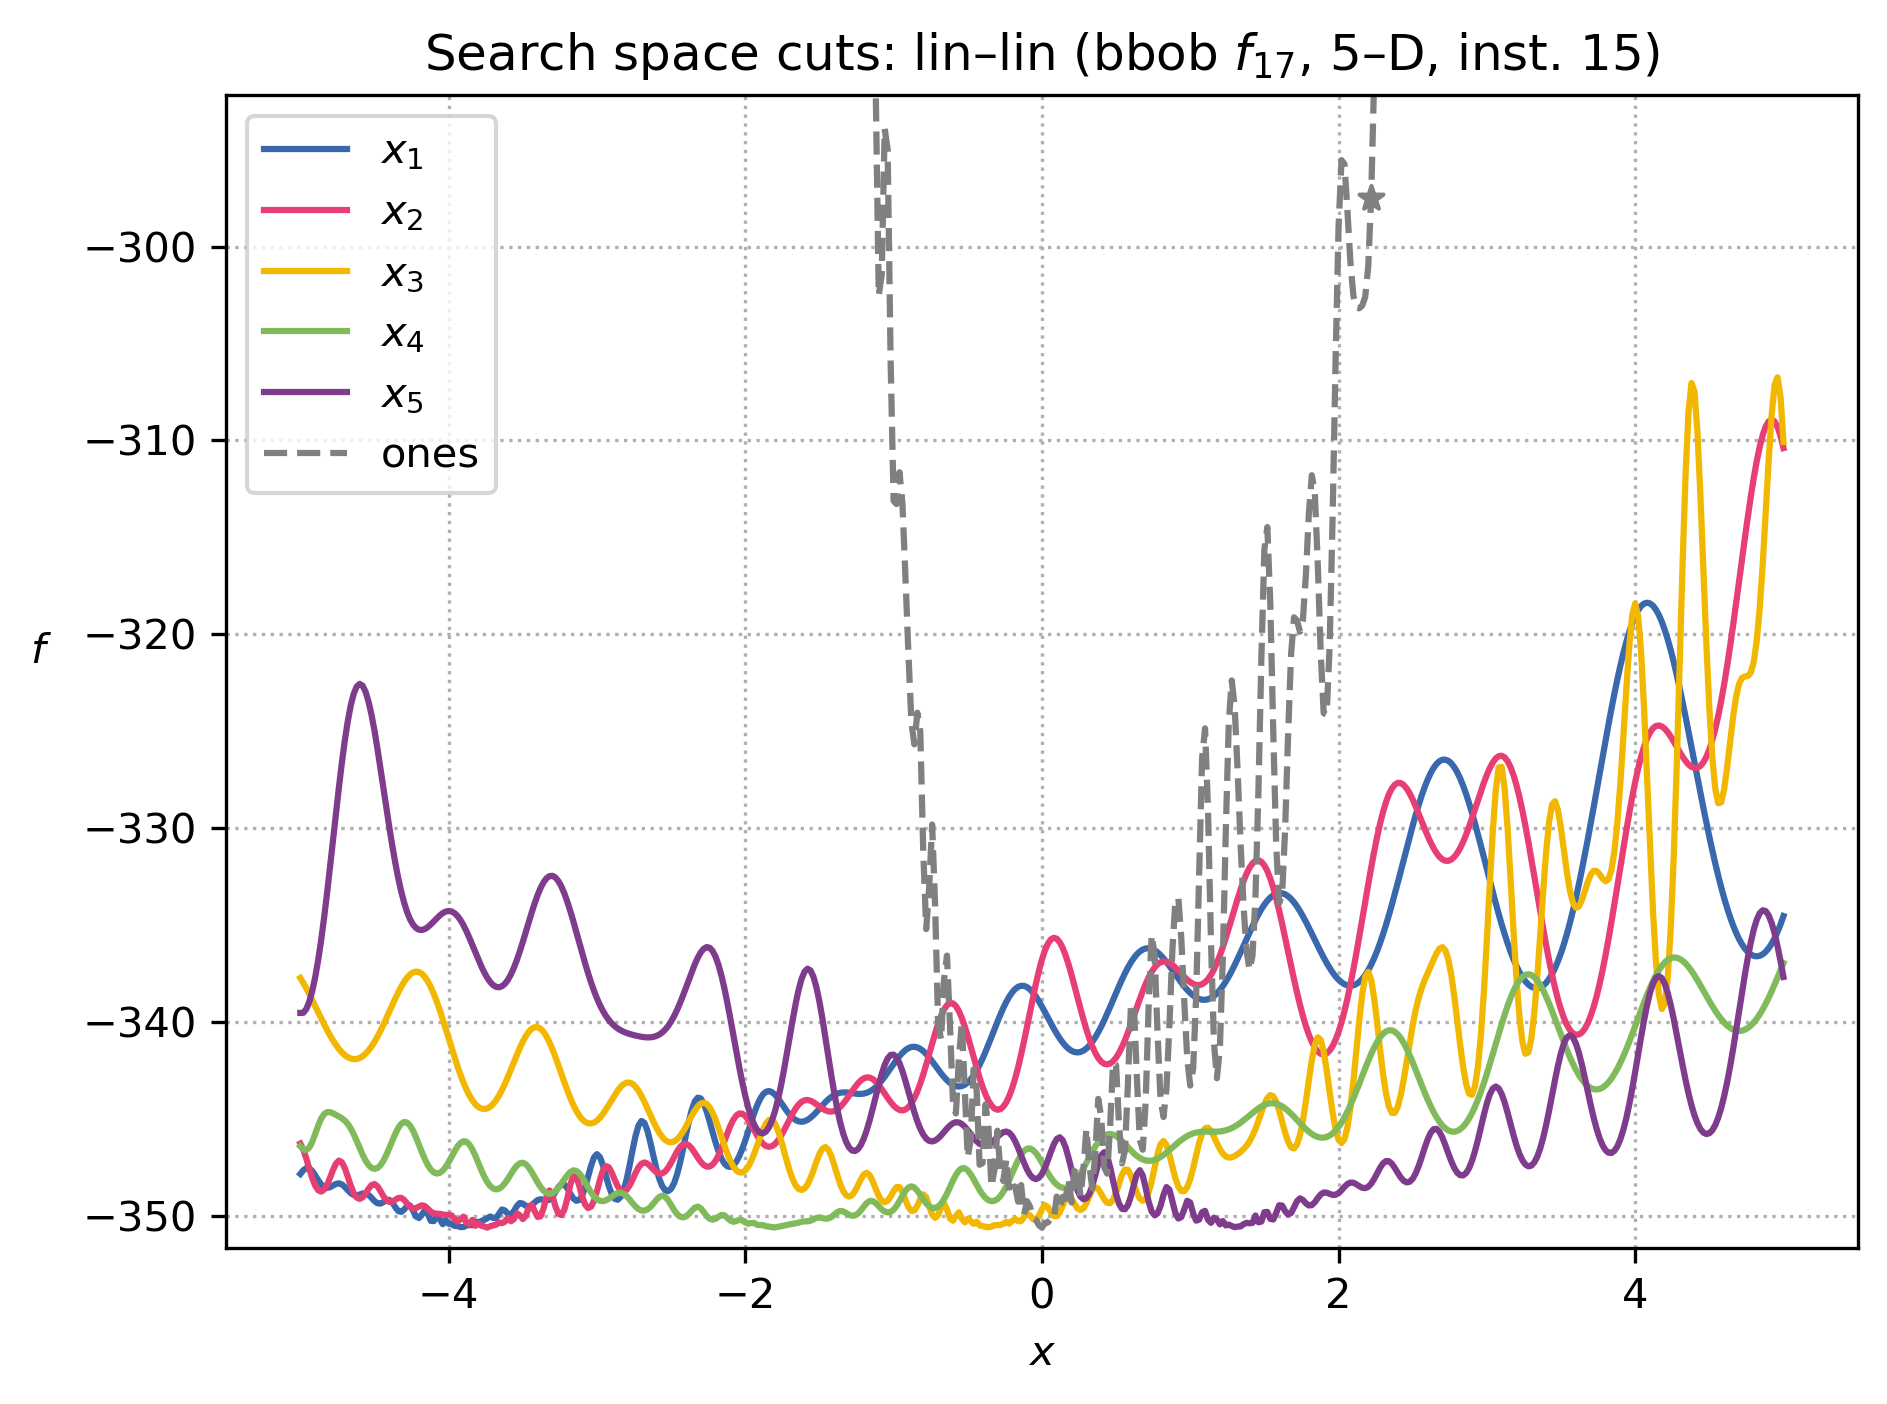 Search space cuts: lin–lin (bbob f₁₇, 5–D, inst. 15)
x₁
x₂
x₃
x₄
x₅
ones
−300
−310
−320
−330
−340
−350
f
−4 −2 0 2 4
x